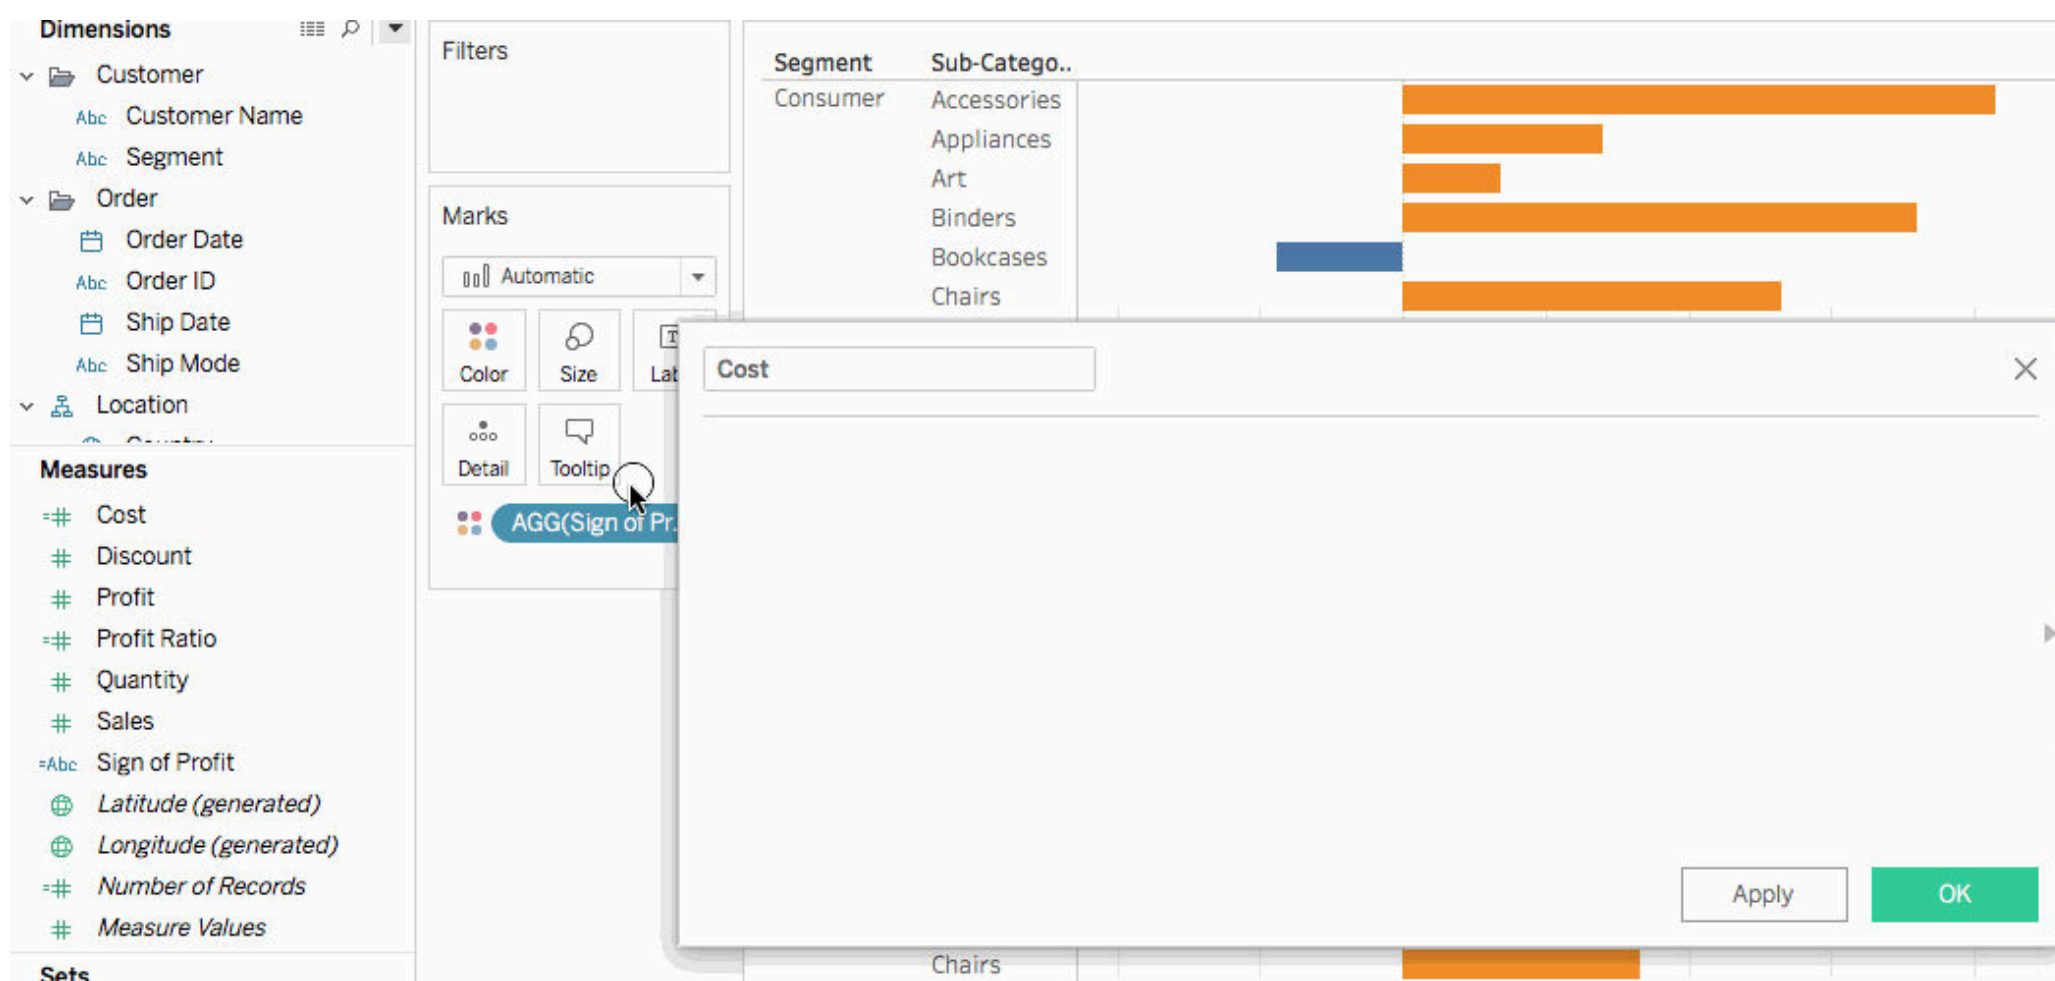 Dimensions
Customer
Abc Customer Name
Abc Segment
Order
Order Date
Abc Order ID
Ship Date
Abc Ship Mode
Location
Measures
=# Cost
# Discount
# Profit
=# Profit Ratio
# Quantity
# Sales
=Abc Sign of Profit
Latitude (generated)
Longitude (generated)
=# Number of Records
# Measure Values
Sets
Filters
Marks
Automatic
Color
Size
Lab
Detail
Tooltip
AGG(Sign of Pr..
Segment Sub-Catego..
Consumer Accessories
Appliances
Art
Binders
Bookcases
Chairs
Cost
Apply
OK
Chairs